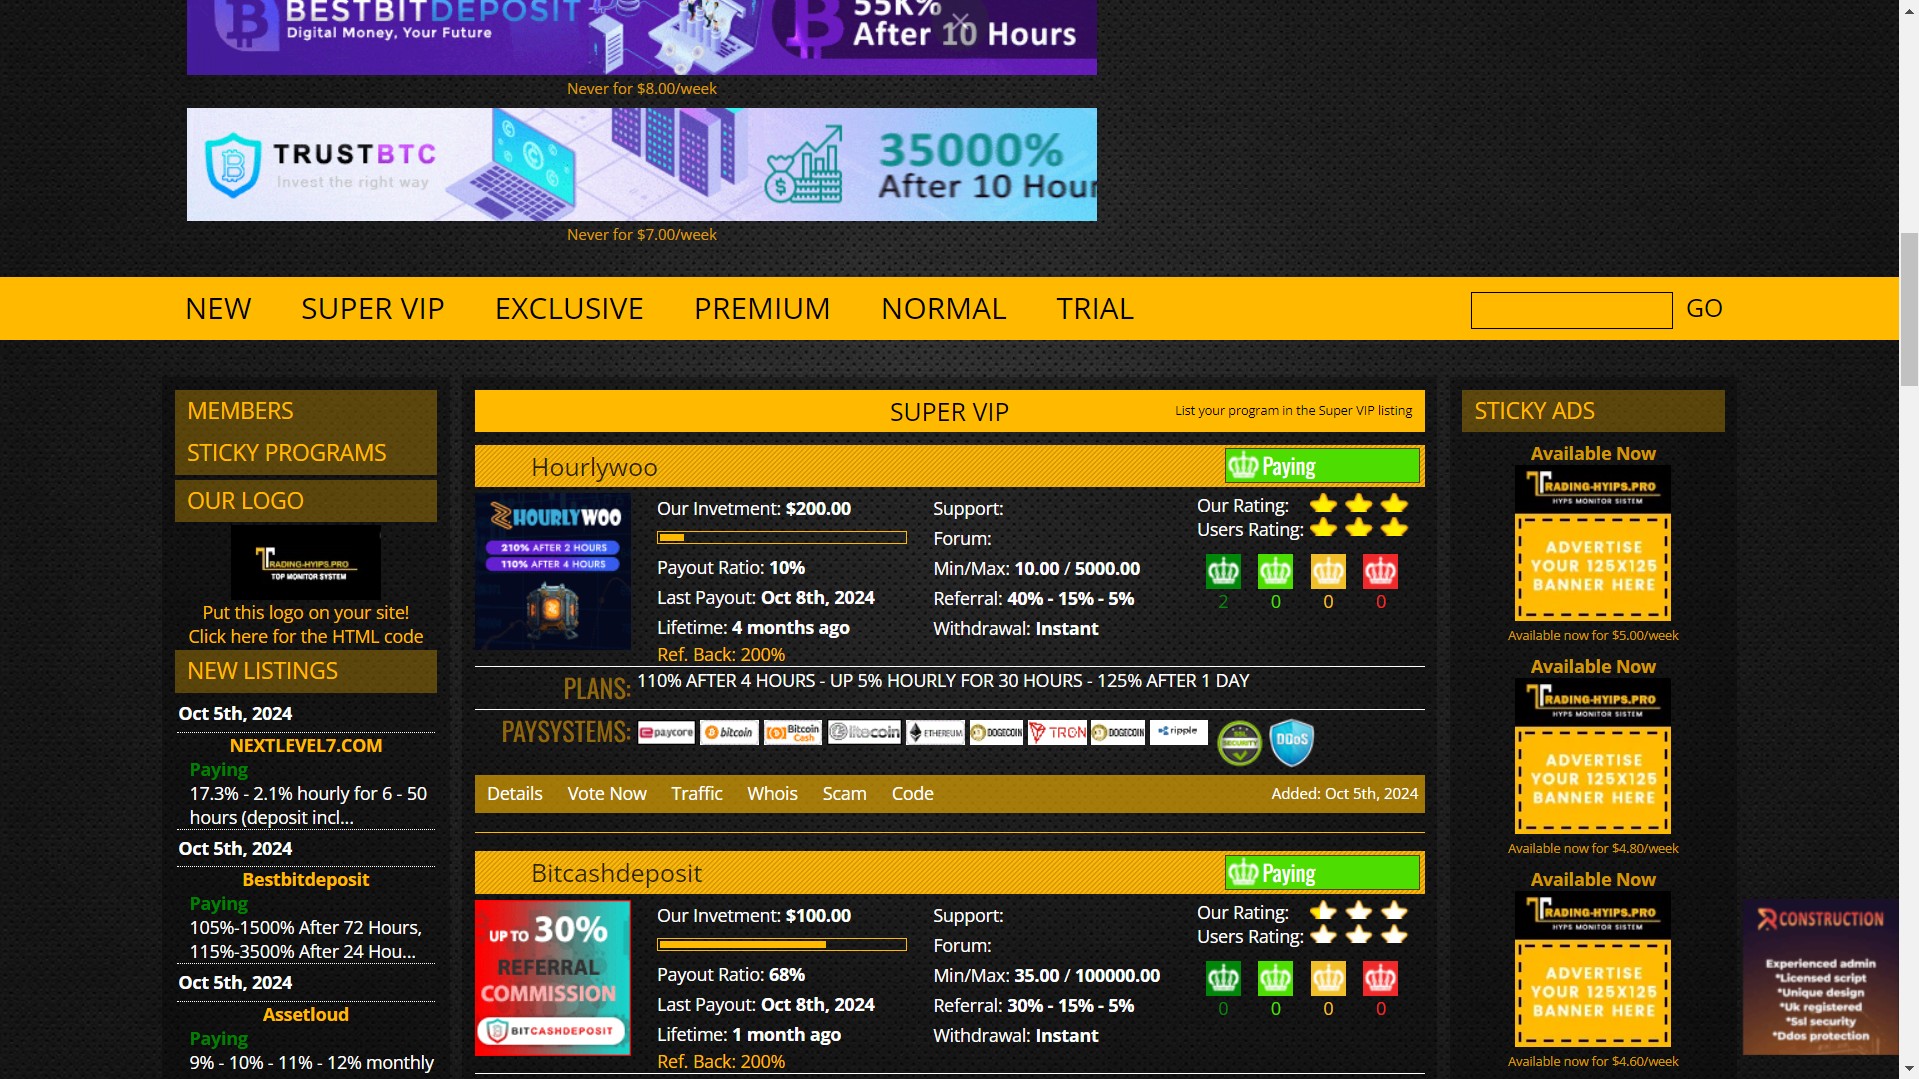 BESTBITDEPOSIT
Digital Money, Your Future
55K%
After 10 Hours
Never for $8.00/week
TRUSTBTC
Invest the right way
35000%
After 10 Hour
Never for $7.00/week
NEW
SUPER VIP
EXCLUSIVE
PREMIUM
NORMAL
TRIAL
GO
MEMBERS
STICKY PROGRAMS
OUR LOGO
TRADING-HYIPS.PRO
TOP MONITOR SYSTEM
Put this logo on your site!
Click here for the HTML code
NEW LISTINGS
Oct 5th, 2024
NEXTLEVEL7.COM
Paying
17.3% - 2.1% hourly for 6 - 50
hours (deposit incl...
Oct 5th, 2024
Bestbitdeposit
Paying
105%-1500% After 72 Hours,
115%-3500% After 24 Hou...
Oct 5th, 2024
Assetloud
Paying
9% - 10% - 11% - 12% monthly
SUPER VIP
List your program in the Super VIP listing
Hourlywoo
Paying
HOURLYWOO
210% AFTER 2 HOURS
110% AFTER 4 HOURS
Our Invetment: $200.00
Payout Ratio: 10%
Last Payout: Oct 8th, 2024
Lifetime: 4 months ago
Ref. Back: 200%
Support:
Forum:
Min/Max: 10.00 / 5000.00
Referral: 40% - 15% - 5%
Withdrawal: Instant
Our Rating:
Users Rating:
2 0 0 0
PLANS: 110% AFTER 4 HOURS - UP 5% HOURLY FOR 30 HOURS - 125% AFTER 1 DAY
PAYSYSTEMS: paycore bitcoin Bitcoin Cash litecoin ETHEREUM DOGECOIN TRON DOGECOIN ripple SSL SECURITY DDoS
Details Vote Now Traffic Whois Scam Code
Added: Oct 5th, 2024
Bitcashdeposit
Paying
UP TO 30%
REFERRAL
COMMISSION
BITCASHDEPOSIT
Our Invetment: $100.00
Payout Ratio: 68%
Last Payout: Oct 8th, 2024
Lifetime: 1 month ago
Ref. Back: 200%
Support:
Forum:
Min/Max: 35.00 / 100000.00
Referral: 30% - 15% - 5%
Withdrawal: Instant
Our Rating:
Users Rating:
0 0 0 0
STICKY ADS
Available Now
TRADING-HYIPS.PRO
HYIPS MONITOR SISTEM
ADVERTISE
YOUR 125X125
BANNER HERE
Available now for $5.00/week
Available Now
TRADING-HYIPS.PRO
HYIPS MONITOR SISTEM
ADVERTISE
YOUR 125X125
BANNER HERE
Available now for $4.80/week
Available Now
TRADING-HYIPS.PRO
HYIPS MONITOR SISTEM
ADVERTISE
YOUR 125X125
BANNER HERE
Available now for $4.60/week
CONSTRUCTION
Experienced admin
*Licensed script
*Unique design
*Uk registered
*Ssl security
*Ddos protection